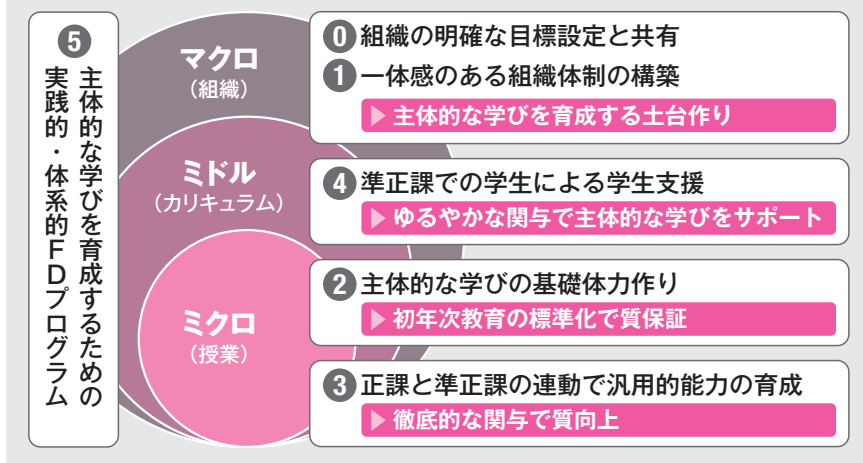 5
主体的な学びを育成するための
実践的・体系的FDプログラム
マクロ
（組織）
ミドル
（カリキュラム）
ミクロ
（授業）
0 組織の明確な目標設定と共有
1 一体感のある組織体制の構築
▶主体的な学びを育成する土台作り
4 準正課での学生による学生支援
▶ゆるやかな関与で主体的な学びをサポート
2 主体的な学びの基礎体力作り
▶初年次教育の標準化で質保証
3 正課と準正課の連動で汎用的能力の育成
▶徹底的な関与で質向上